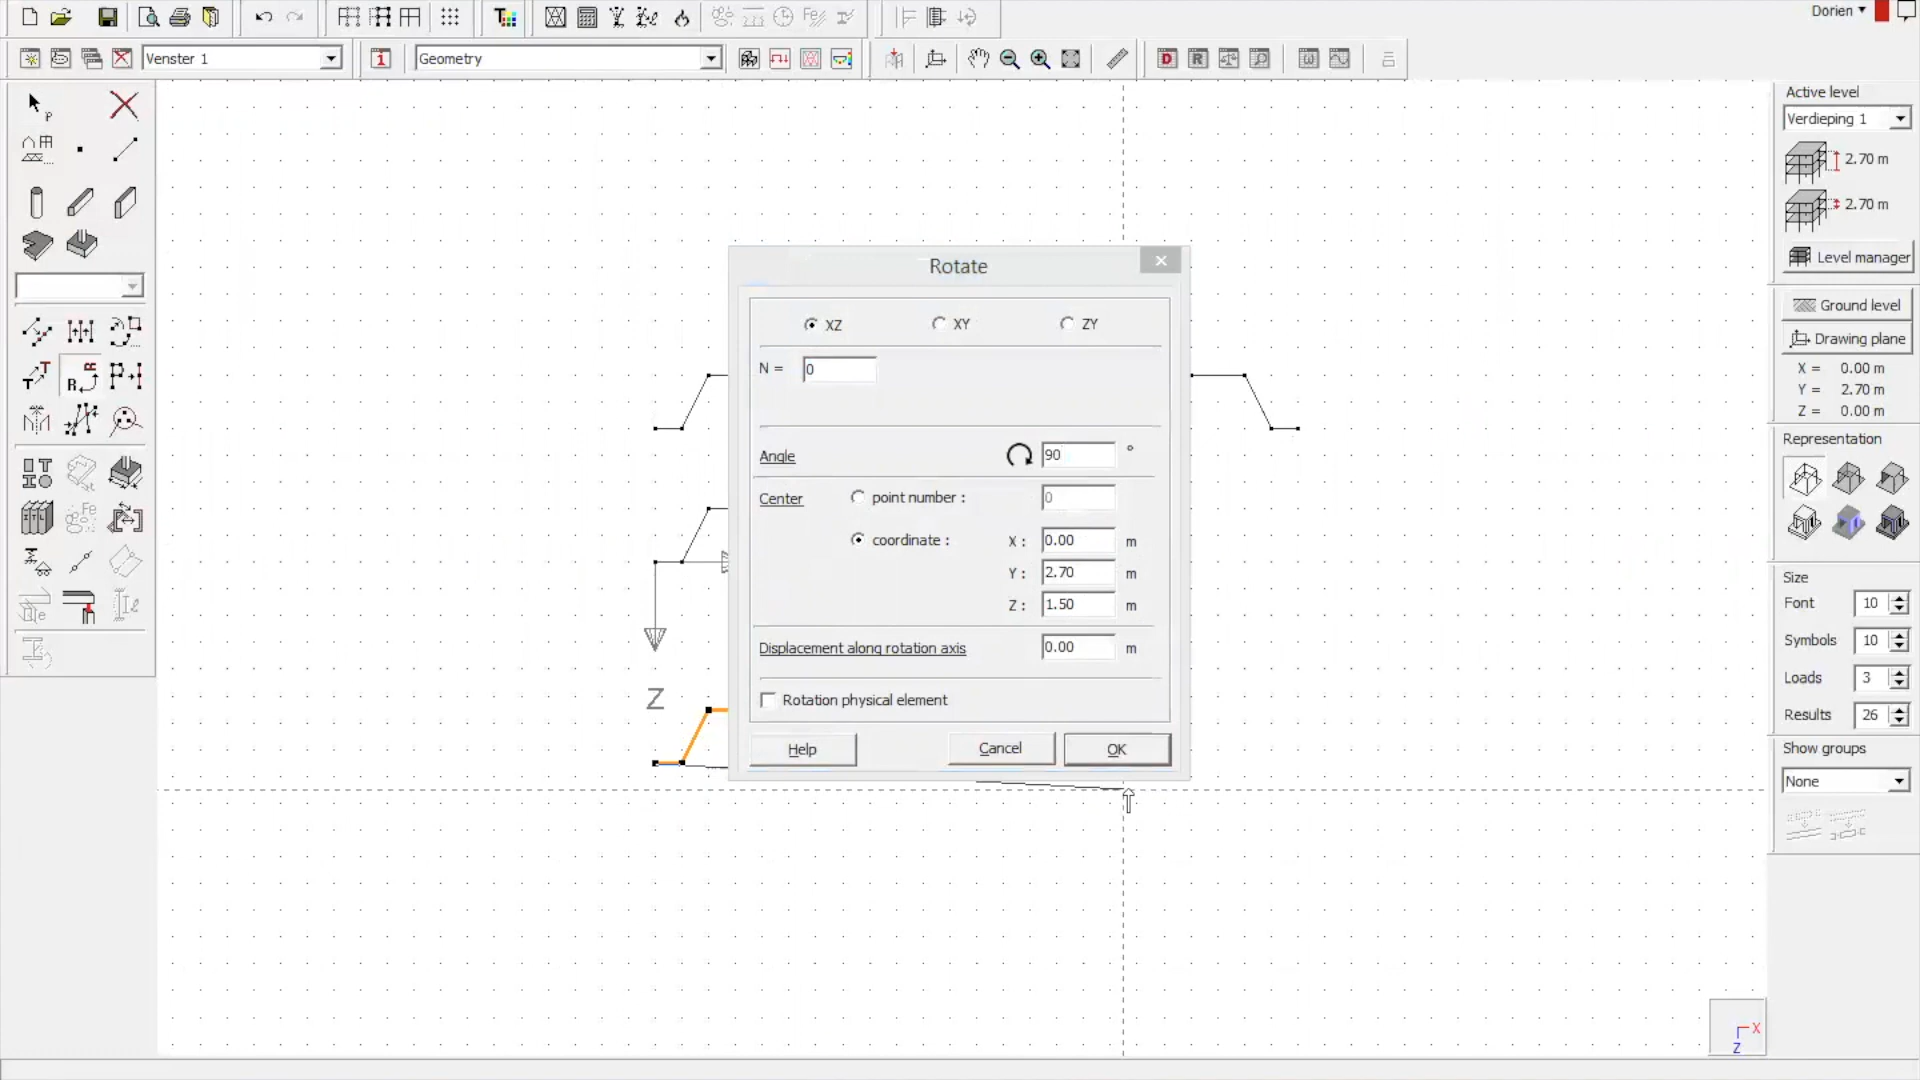 Dorien
Venster 1
Geometry
Active level
Verdieping 1
2.70 m
2.70 m
Level manager
Ground level
Drawing plane
X = 0.00 m
Y = 2.70 m
Z = 0.00 m
Representation
Size
Font 10
Symbols 10
Loads 3
Results 26
Show groups
None
Rotate
XZ XY ZY
N = 0
Angle 90 °
Center point number : 0
coordinate : X : 0.00 m
Y : 2.70 m
Z : 1.50 m
Displacement along rotation axis 0.00 m
Rotation physical element
Help Cancel OK
Z
X
Z